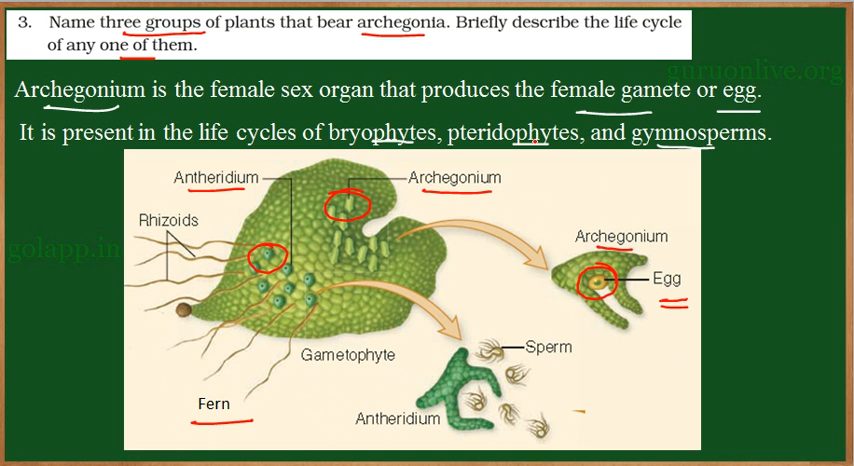 3. Name three groups of plants that bear archegonia. Briefly describe the life cycle
of any one of them.
guruonlive.org
Archegonium is the female sex organ that produces the female gamete or egg.
It is present in the life cycles of bryophytes, pteridophytes, and gymnosperms.
Antheridium
Archegonium
Rhizoids
Archegonium
golapp.in
Egg
Sperm
Gametophyte
Fern
Antheridium